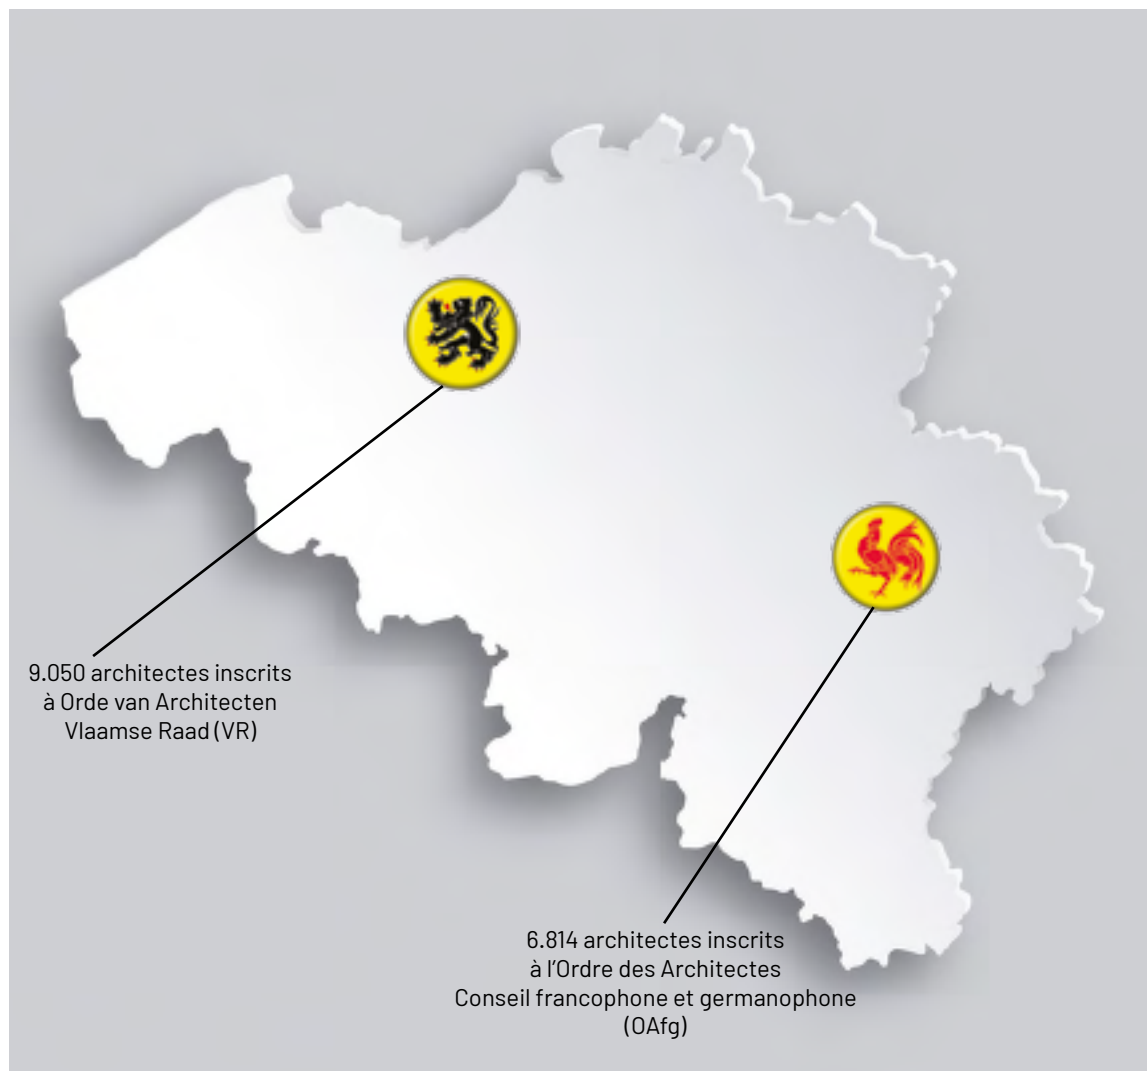 9.050 architectes inscrits
à Orde van Architecten
Vlaamse Raad (VR)
6.814 architectes inscrits
à l'Ordre des Architectes
Conseil francophone et germanophone
(OAfg)